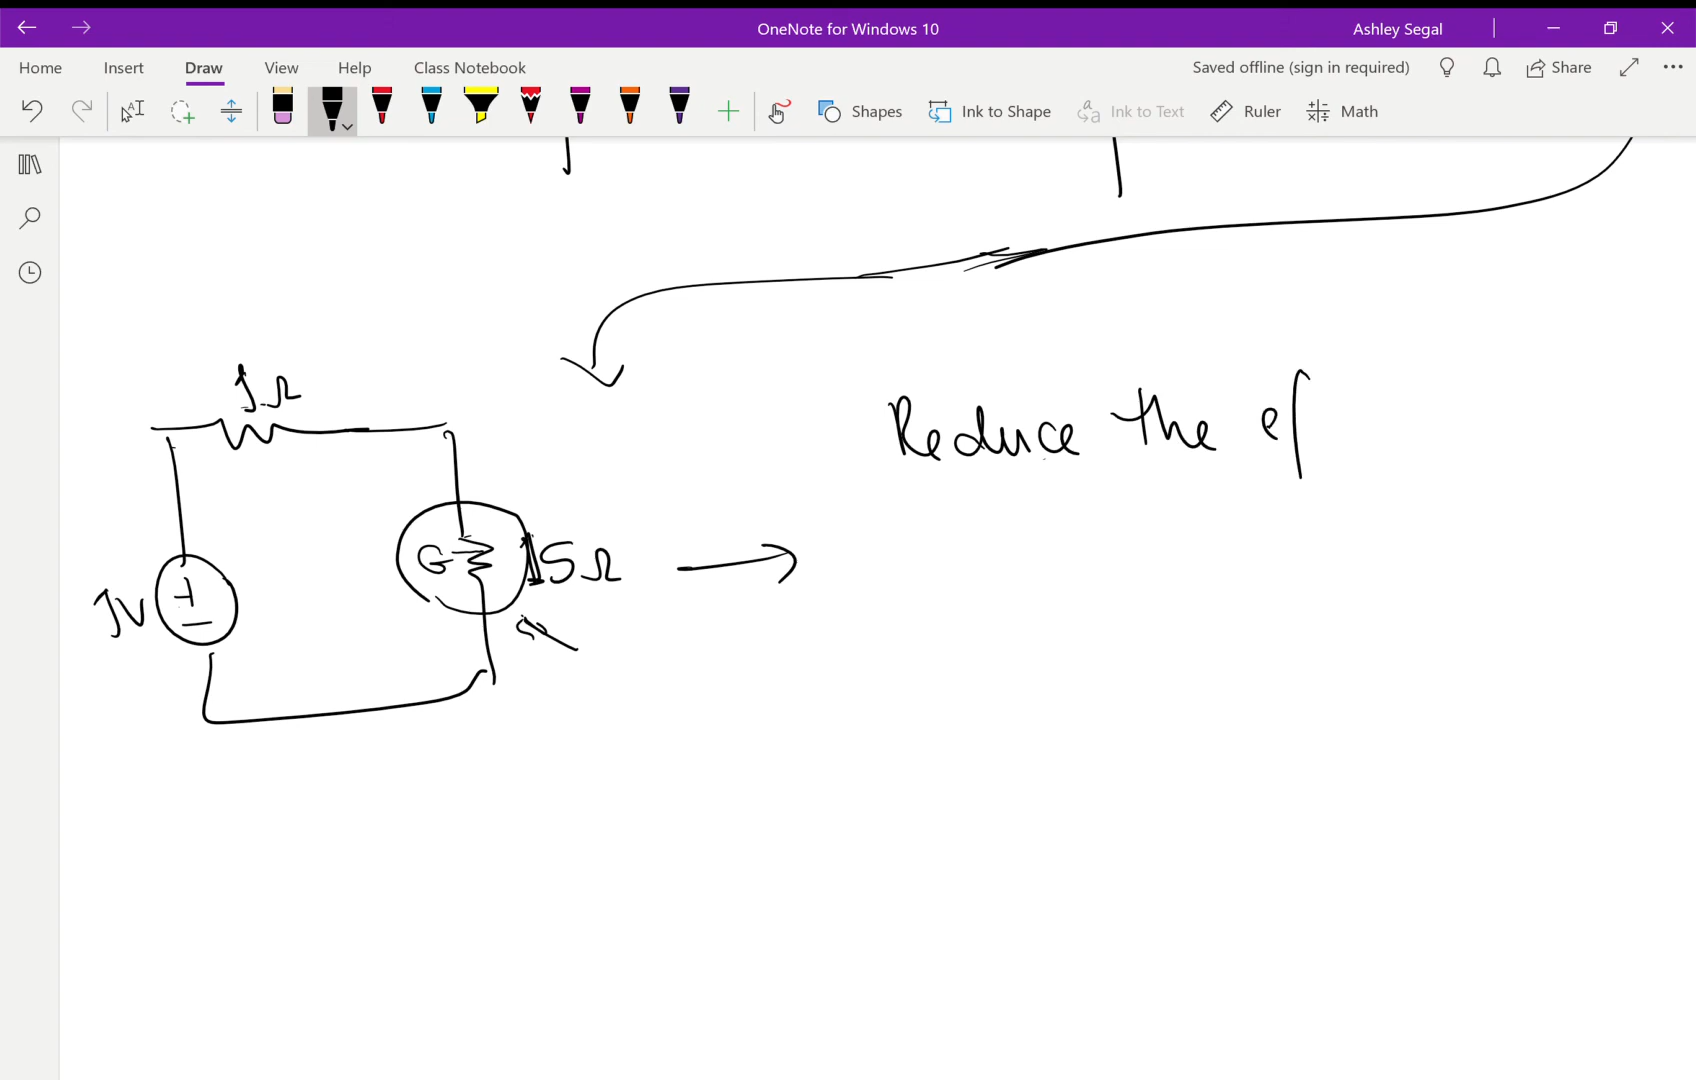 OneNote for Windows 10
Ashley Segal
Home Insert Draw View Help Class Notebook
Saved offline (sign in required)
Share
Shapes
Ink to Shape
Ink to Text
Ruler
Math
1Ω
Reduce the ef
G
15Ω
1V
+
−